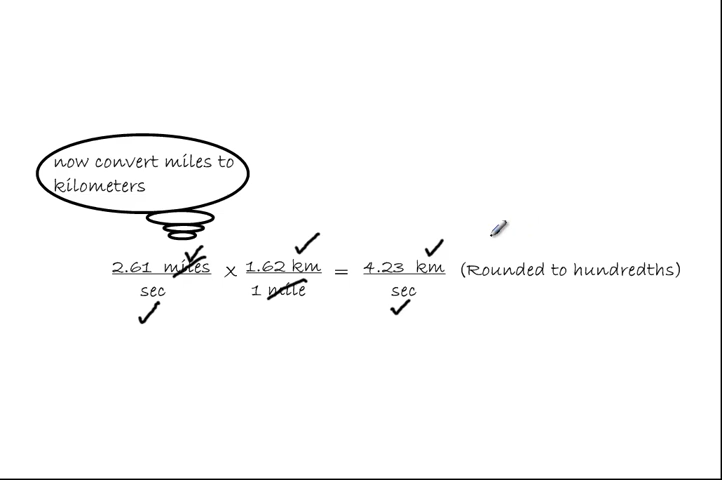 now convert miles to
kilometers
2.61 miles x 1.62 km = 4.23 km (Rounded to hundredths)
sec 1 mile sec